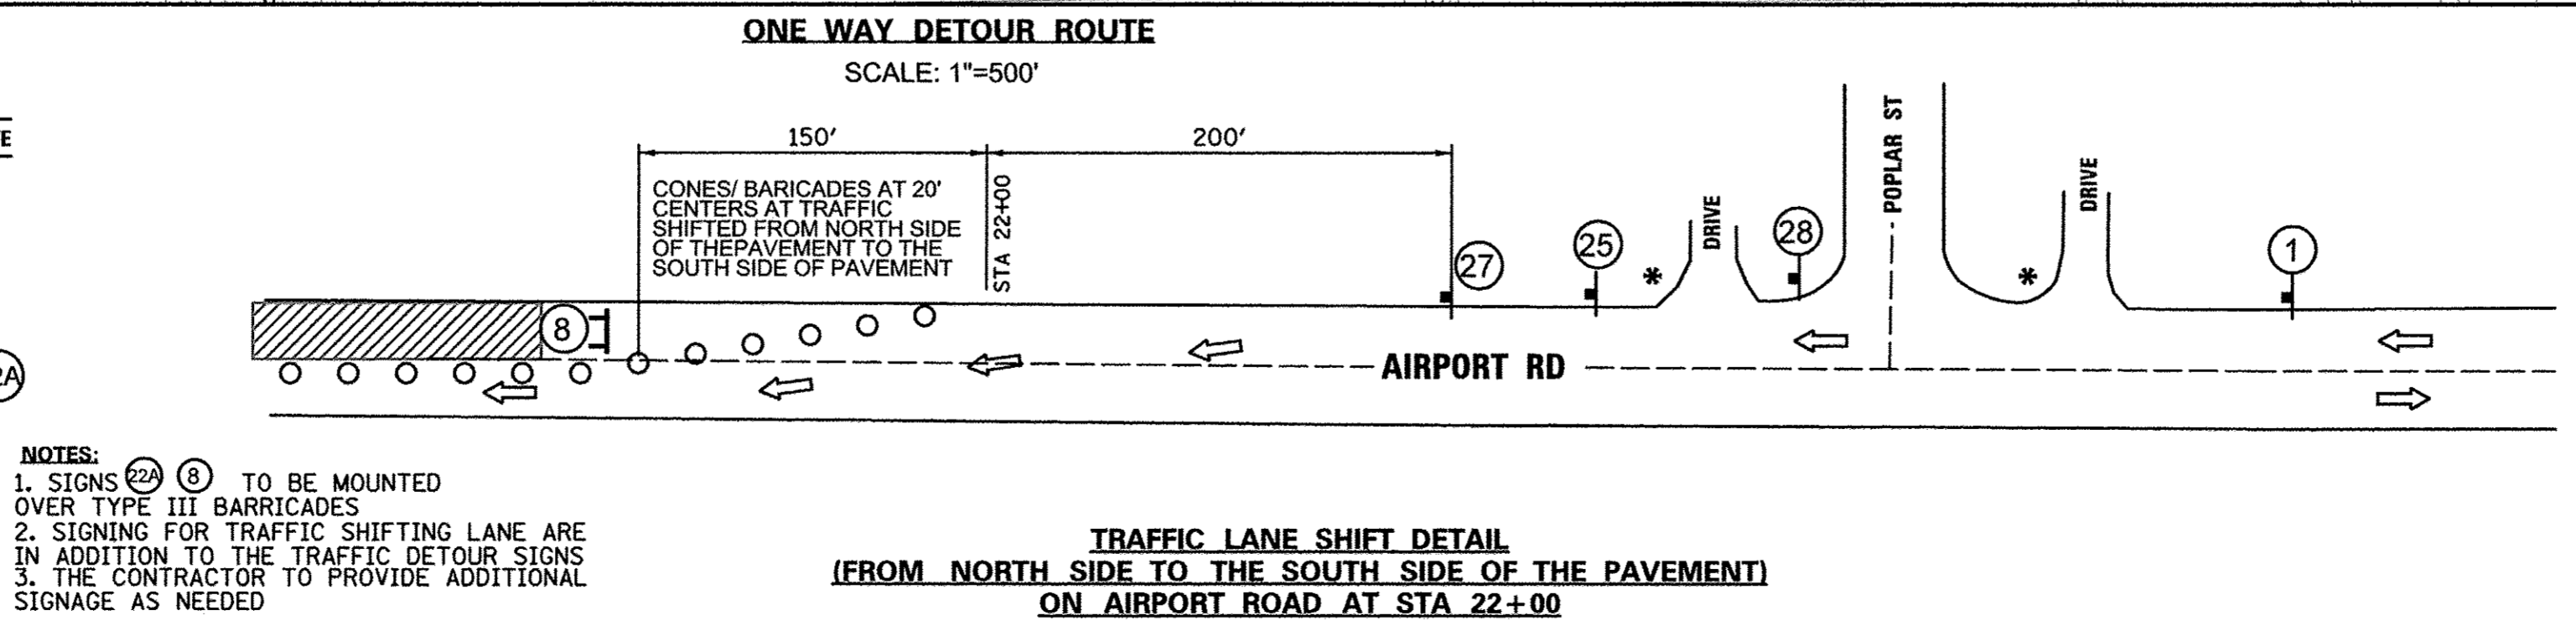 ONE WAY DETOUR ROUTE
SCALE: 1"=500'
E
150'
200'
CONES/ BARICADES AT 20'
CENTERS AT TRAFFIC
SHIFTED FROM NORTH SIDE
OF THEPAVEMENT TO THE
SOUTH SIDE OF PAVEMENT
STA 22+00
27
25
*
DRIVE
28
POPLAR ST
*
DRIVE
1
8
AIRPORT RD
2A
NOTES:
1. SIGNS 22A 8 TO BE MOUNTED
OVER TYPE III BARRICADES
2. SIGNING FOR TRAFFIC SHIFTING LANE ARE
IN ADDITION TO THE TRAFFIC DETOUR SIGNS
3. THE CONTRACTOR TO PROVIDE ADDITIONAL
SIGNAGE AS NEEDED
TRAFFIC LANE SHIFT DETAIL
(FROM NORTH SIDE TO THE SOUTH SIDE OF THE PAVEMENT)
ON AIRPORT ROAD AT STA 22+00